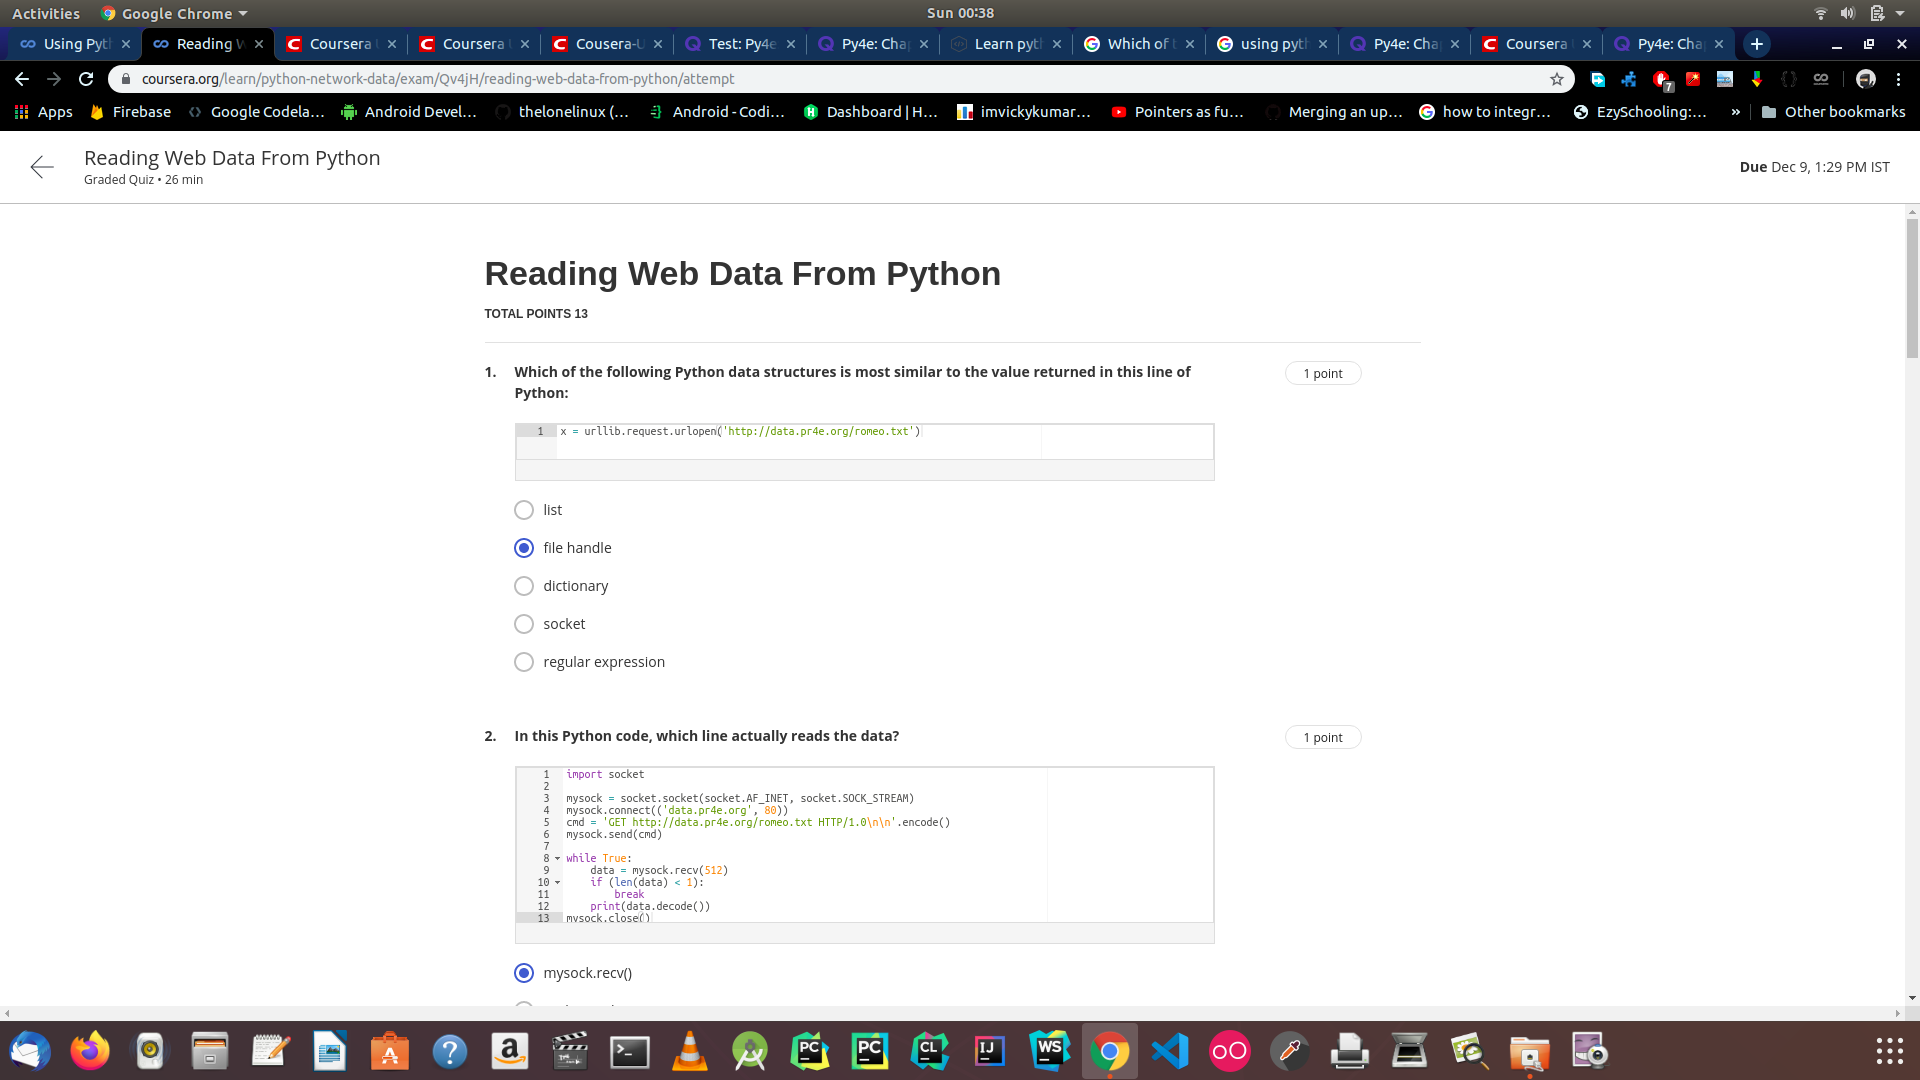 Activities Google Chrome Sun 00:38
Using Pyt Reading W Coursera Coursera Cousera-U Test: Py4e Py4e: Cha Learn pyt Which of using pyt Py4e: Cha Coursera Py4e: Cha
coursera.org/learn/python-network-data/exam/Qv4jH/reading-web-data-from-python/attempt 7
Apps Firebase Google Codela... Android Devel... thelonelinux (... Android - Codi... Dashboard | H... imvickykumar... Pointers as fu... Merging an up... how to integr... EzySchooling:... » Other bookmarks
Reading Web Data From Python
Graded Quiz • 26 min
Due Dec 9, 1:29 PM IST
Reading Web Data From Python
TOTAL POINTS 13
1. Which of the following Python data structures is most similar to the value returned in this line of 1 point
Python:
1 x = urllib.request.urlopen('http://data.pr4e.org/romeo.txt')
list
file handle
dictionary
socket
regular expression
2. In this Python code, which line actually reads the data? 1 point
1 import socket
2
3 mysock = socket.socket(socket.AF_INET, socket.SOCK_STREAM)
4 mysock.connect(('data.pr4e.org', 80))
5 cmd = 'GET http://data.pr4e.org/romeo.txt HTTP/1.0\n\n'.encode()
6 mysock.send(cmd)
7
8 while True:
9 data = mysock.recv(512)
10 if (len(data) < 1):
11 break
12 print(data.decode())
13 mysock.close()
mysock.recv()